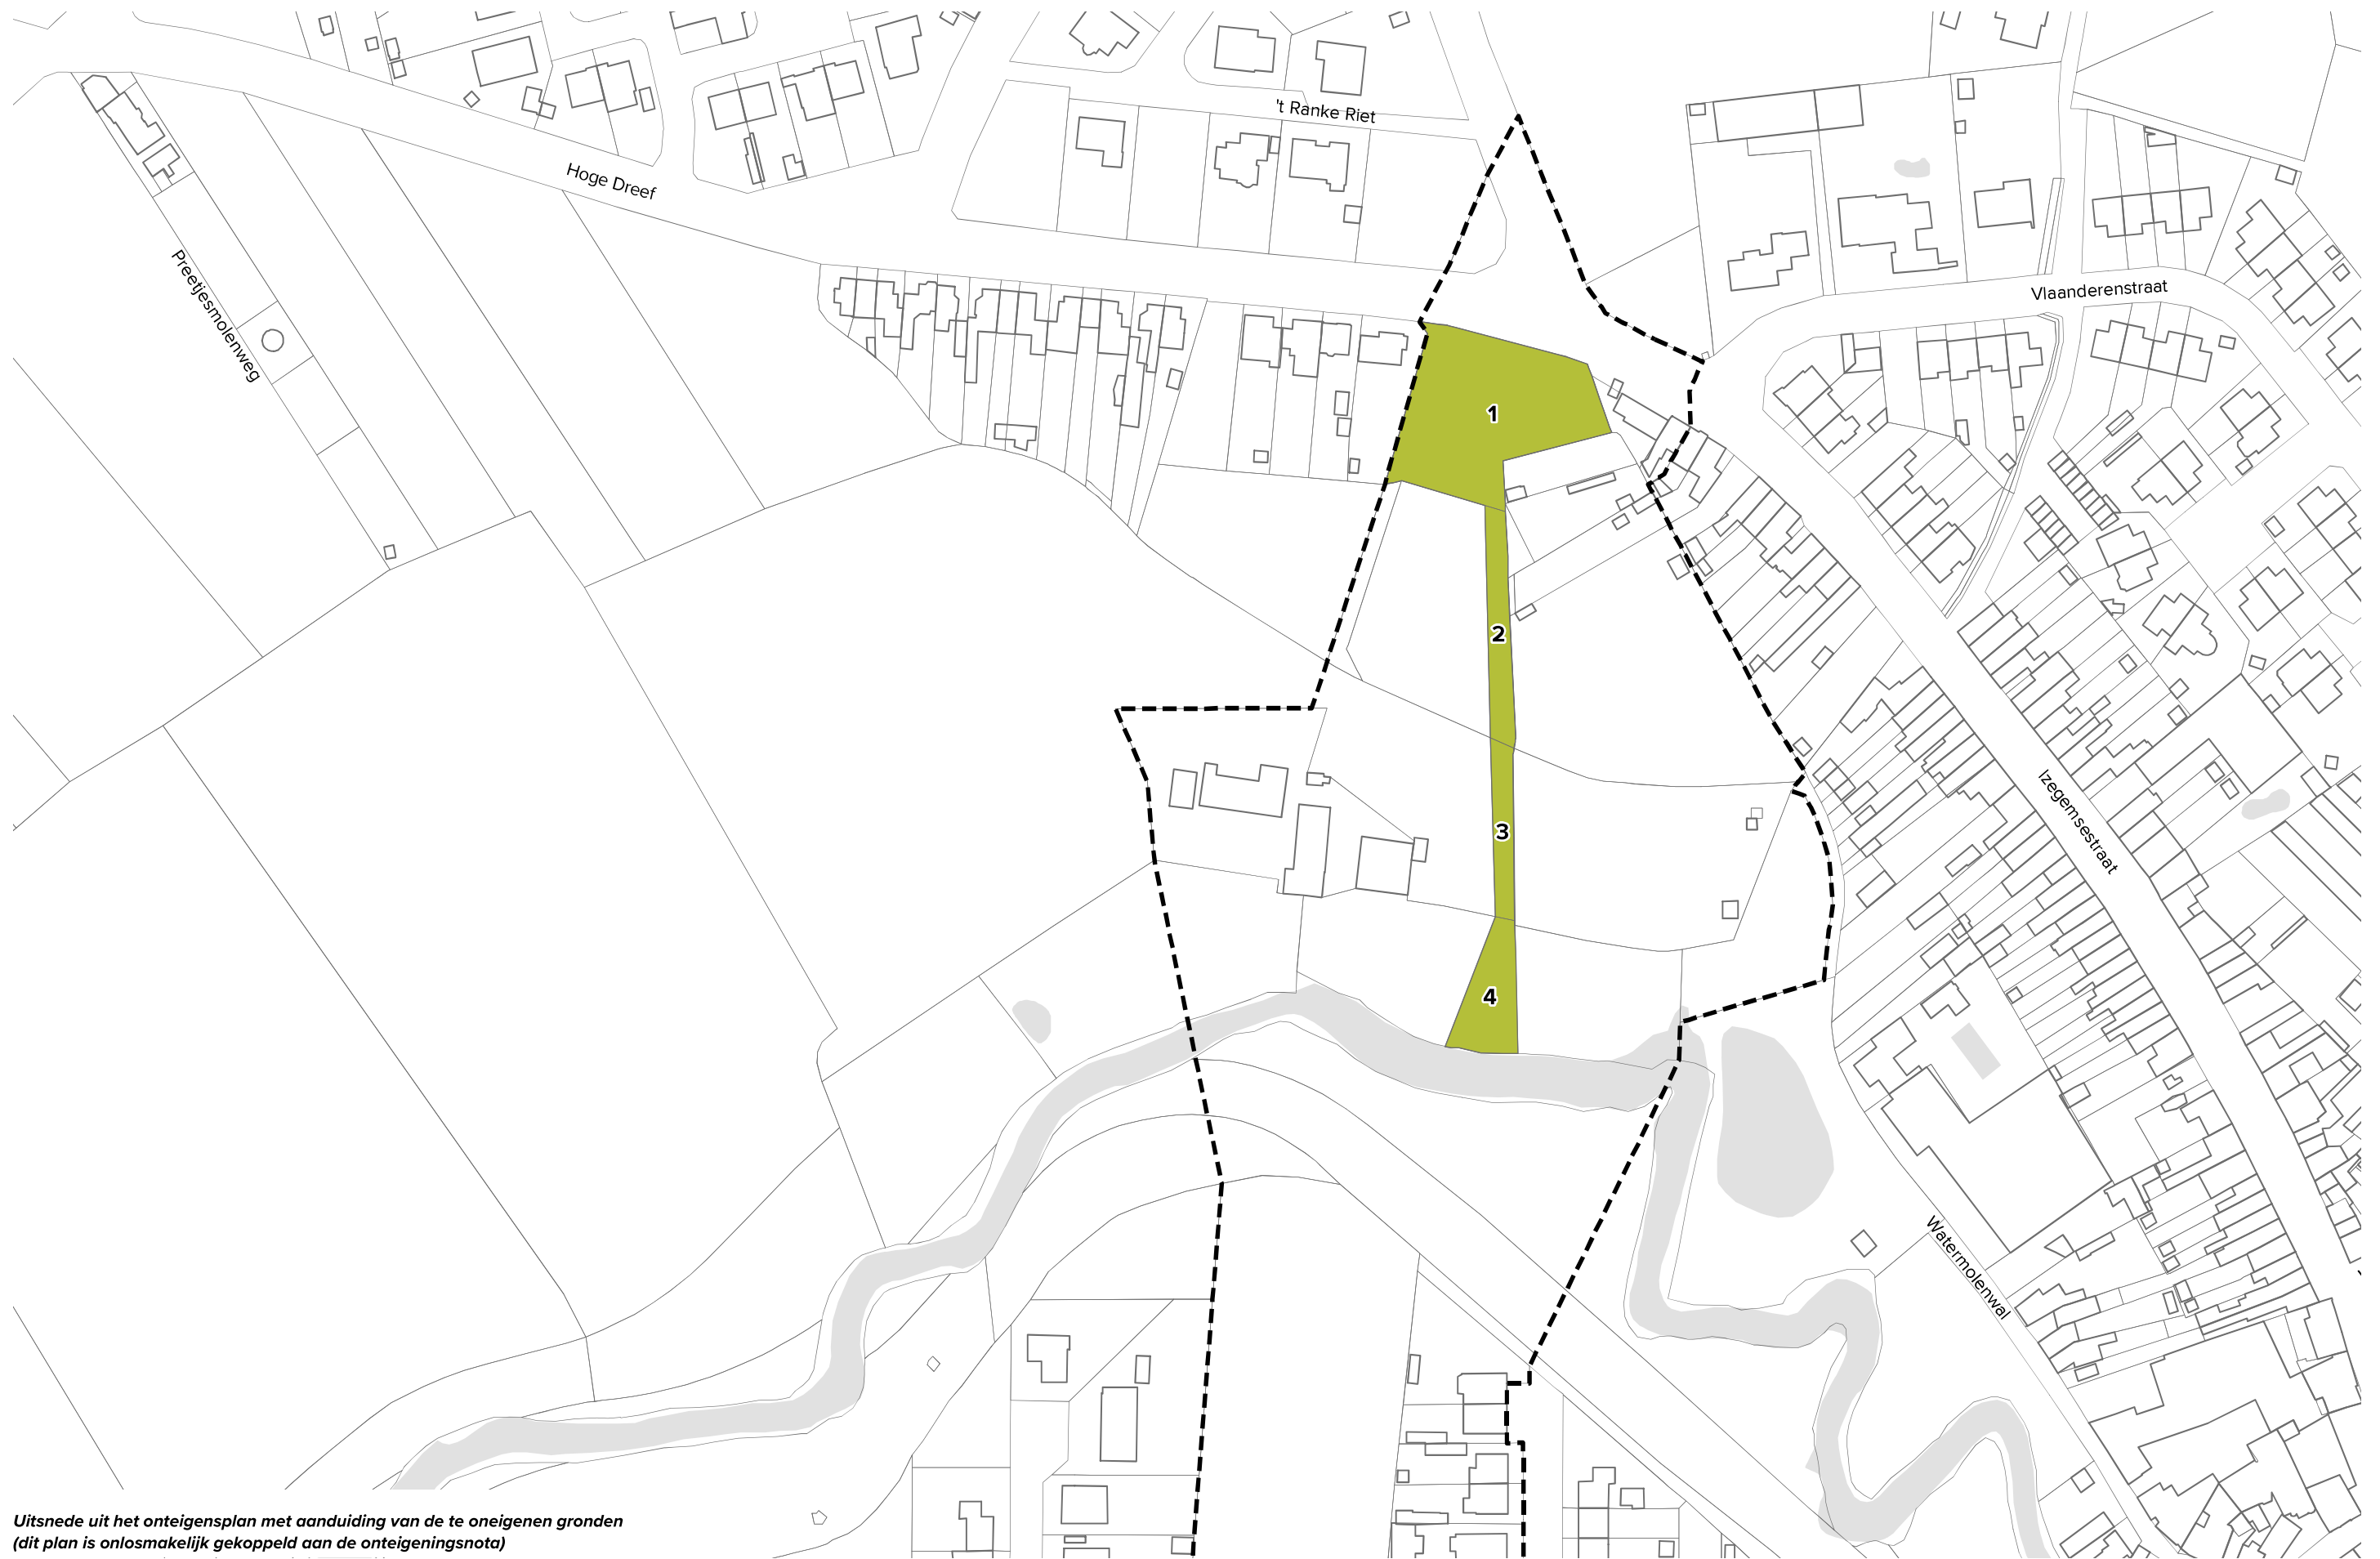 't Ranke Riet
Hoge Dreef
Preetjesmolenweg
Vlaanderenstraat
1
2
3
4
Izegemsestraat
Watermolenwal
Uitsnede uit het onteigensplan met aanduiding van de te oneigenen gronden
(dit plan is onlosmakelijk gekoppeld aan de onteigeningsnota)